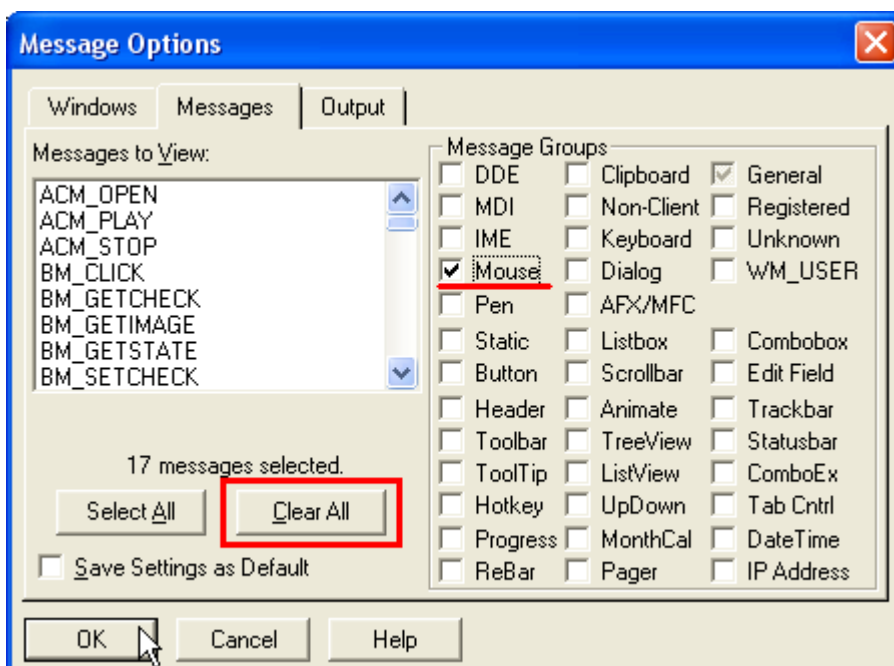 Message Options
Windows Messages Output
Messages to View:
ACM_OPEN
ACM_PLAY
ACM_STOP
BM_CLICK
BM_GETCHECK
BM_GETIMAGE
BM_GETSTATE
BM_SETCHECK
17 messages selected.
Select All Clear All
Save Settings as Default
Message Groups
DDE Clipboard General
MDI Non-Client Registered
IME Keyboard Unknown
Mouse Dialog WM_USER
Pen AFX/MFC
Static Listbox Combobox
Button Scrollbar Edit Field
Header Animate Trackbar
Toolbar TreeView Statusbar
ToolTip ListView ComboEx
Hotkey UpDown Tab Cntrl
Progress MonthCal DateTime
ReBar Pager IP Address
OK Cancel Help